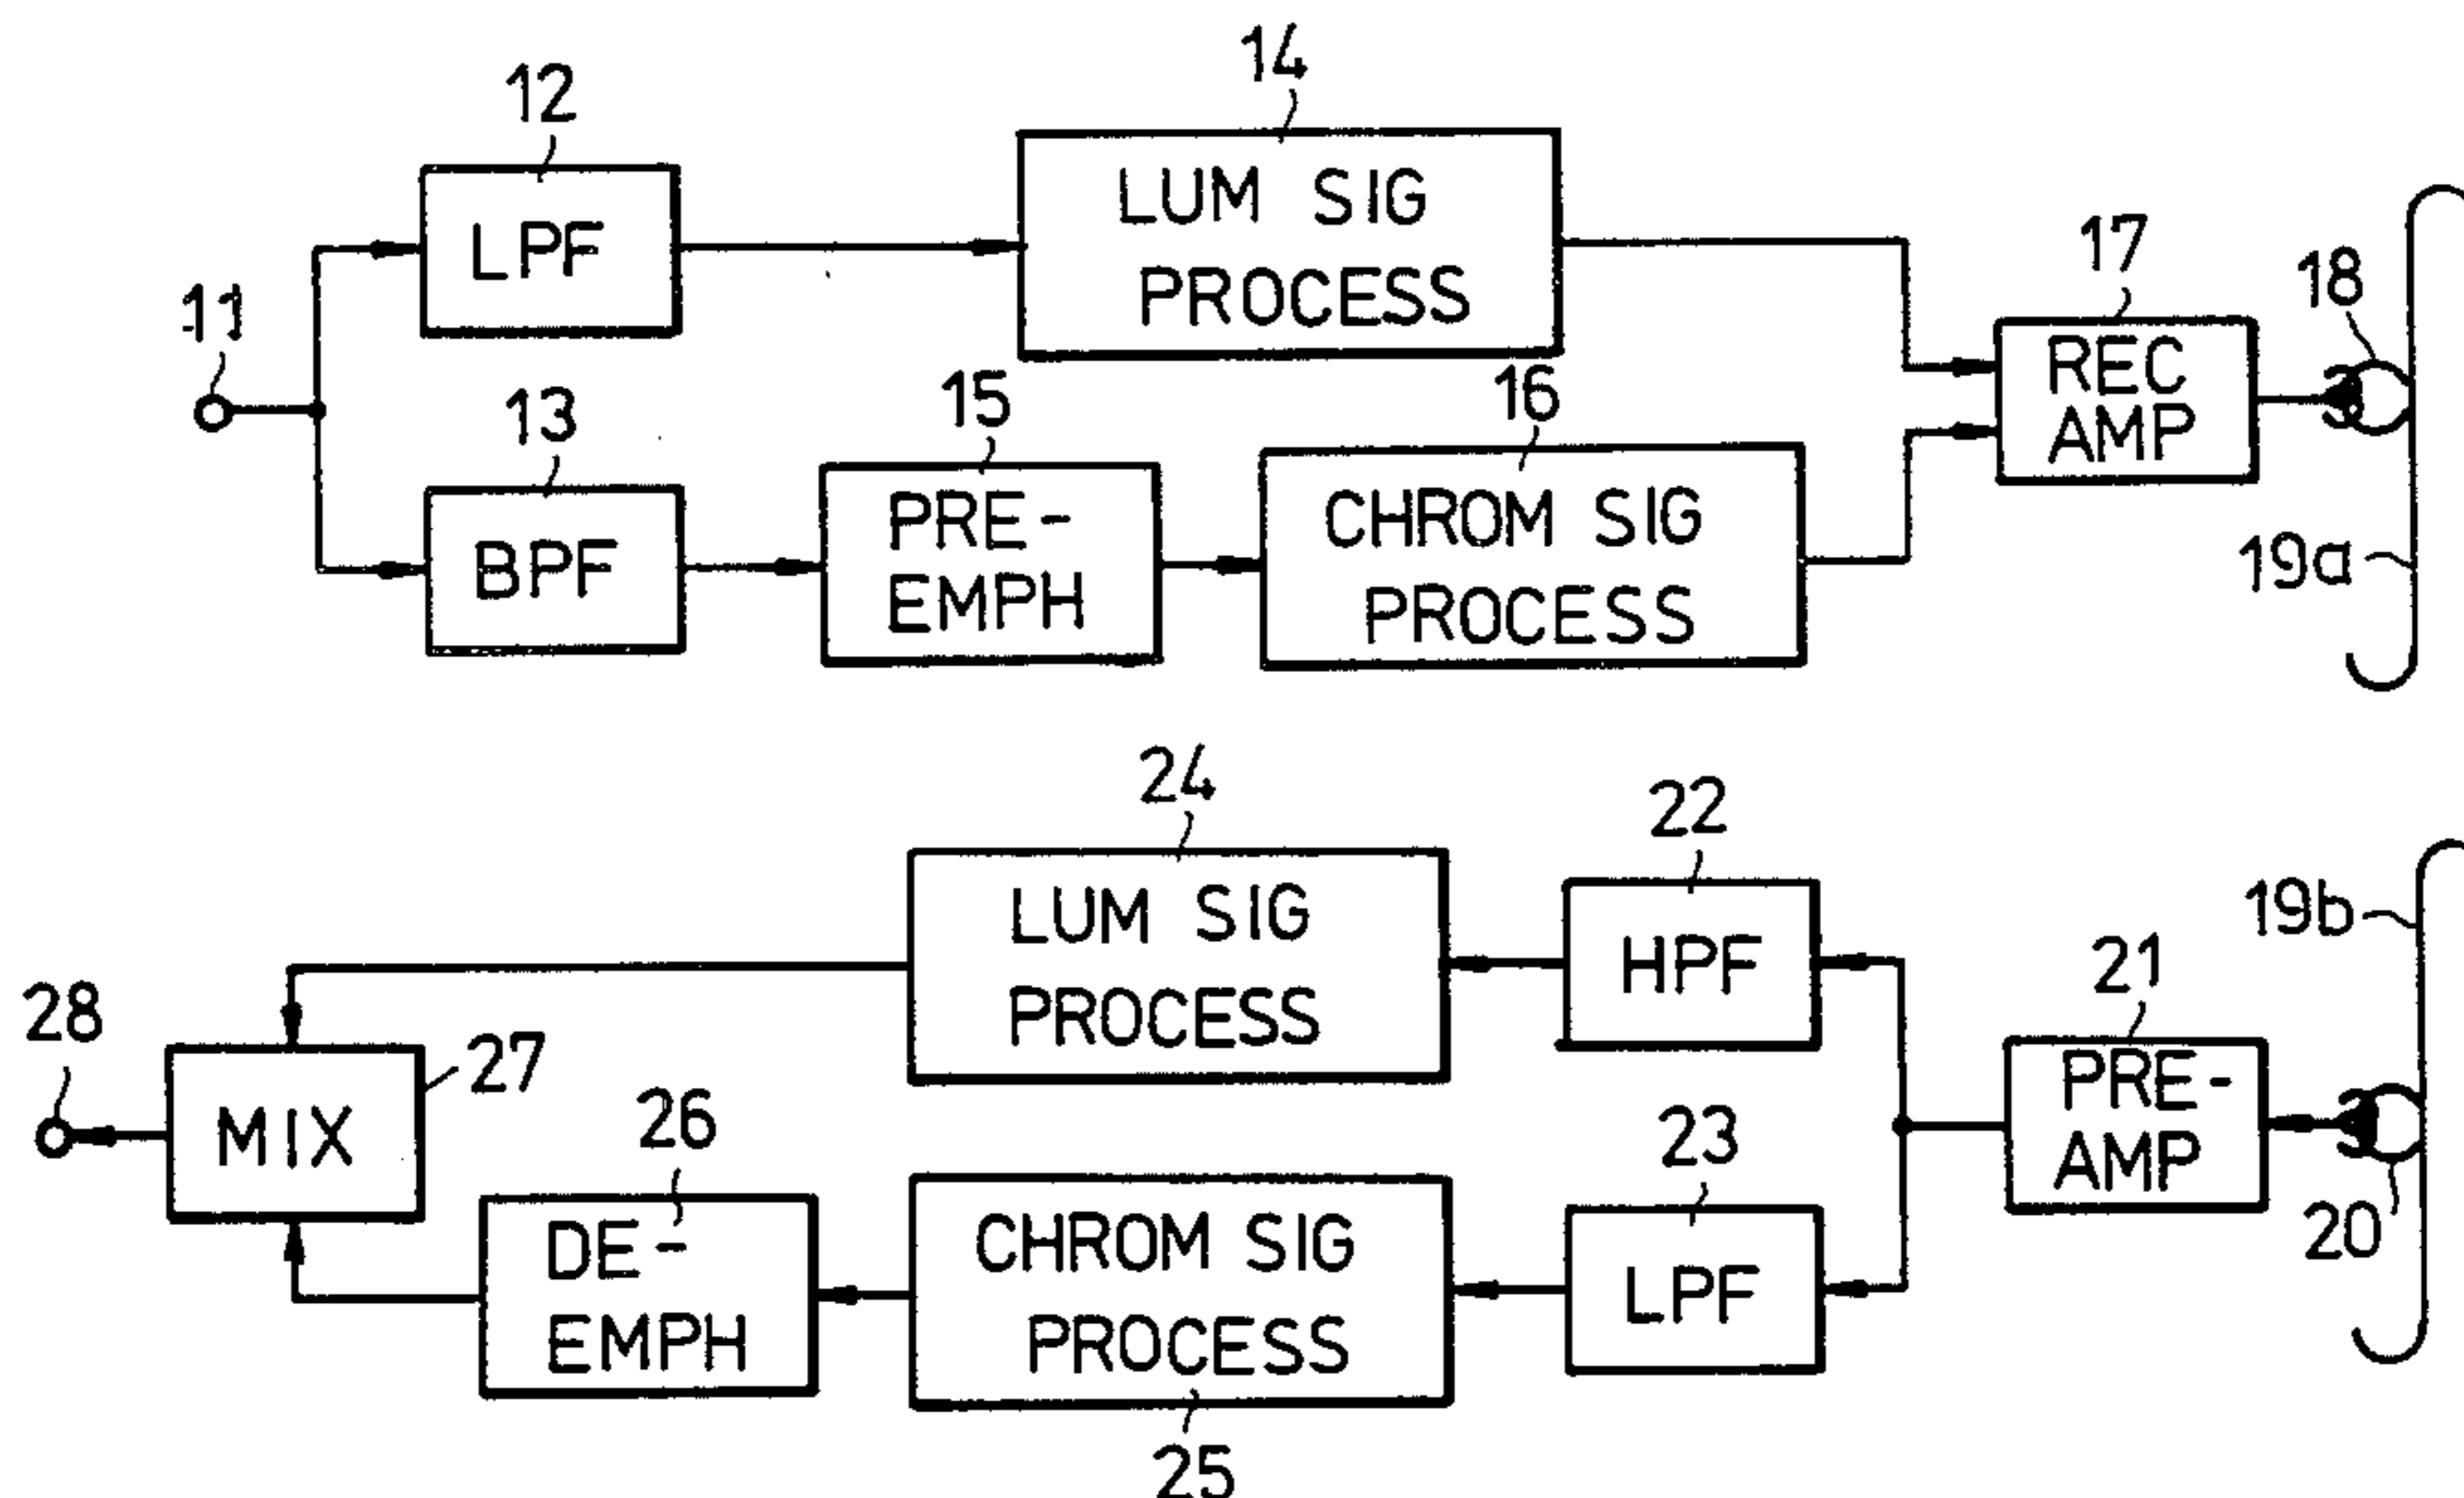 14
12
LUM SIG
PROCESS
LPF
17
18
11
REC
AMP
13
15
16
PRE-
EMPH
CHROM SIG
PROCESS
BPF
19a
24
22
LUM SIG
PROCESS
HPF
19b
21
28
27
PRE-
AMP
MIX
26
23
DE-
EMPH
CHROM SIG
PROCESS
LPF
20
25